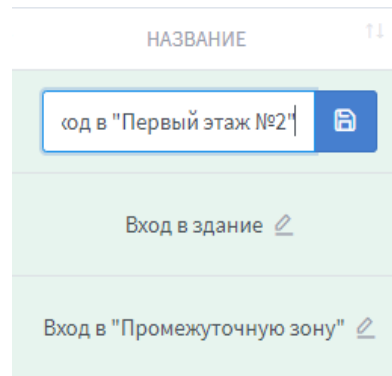 НАЗВАНИЕ
од в "Первый этаж №2"
Вход в здание
Вход в "Промежуточную зону"